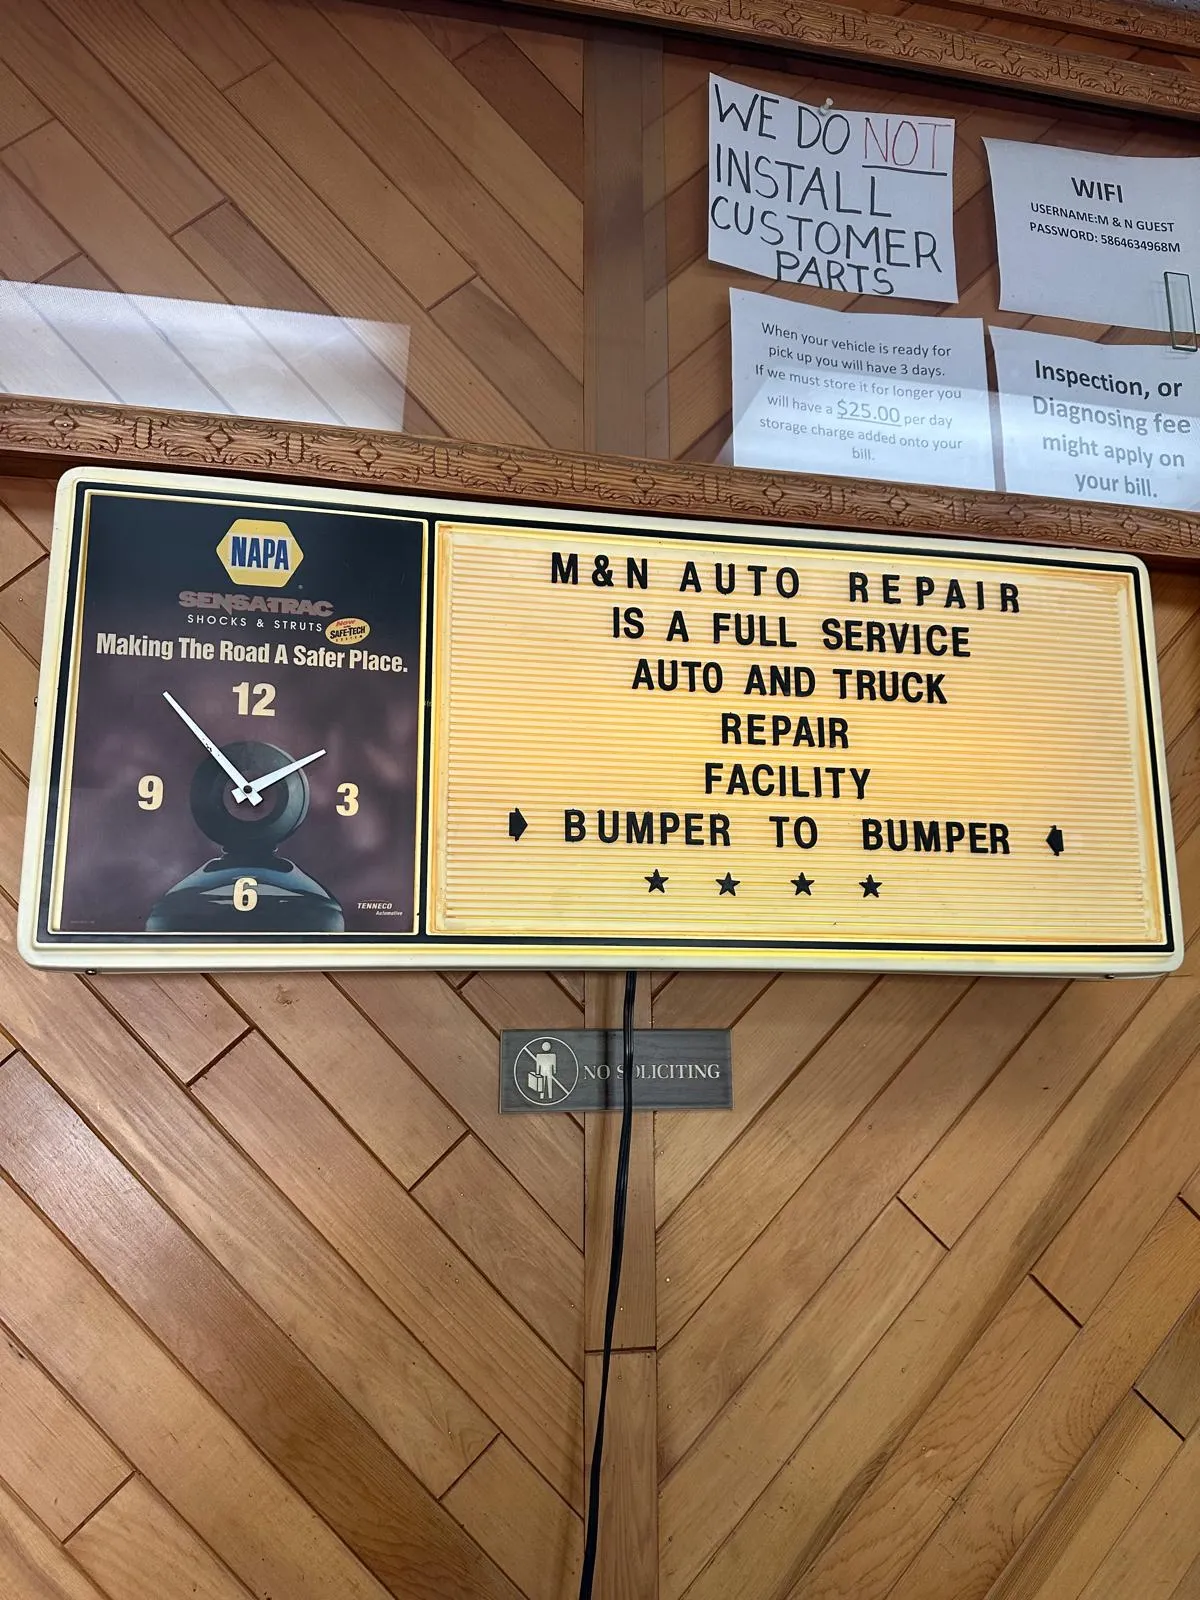 WE DO NOT
INSTALL
CUSTOMER
PARTS
WIFI
USERNAME:M & N GUEST
PASSWORD: 5864634968M
When your vehicle is ready for
pick up you will have 3 days.
If we must store it for longer you
will have a $25.00 per day
storage charge added onto your
bill.
Inspection, or
Diagnosing fee
might apply on
your bill.
NAPA
SENSATRAC
SHOCKS & STRUTS
Now
SAFE-TECH
SYSTEM
Making The Road A Safer Place.
12
9
3
6
TENNECO
Automotive
M&N AUTO REPAIR
IS A FULL SERVICE
AUTO AND TRUCK
REPAIR
FACILITY
BUMPER TO BUMPER
NO SOLICITING